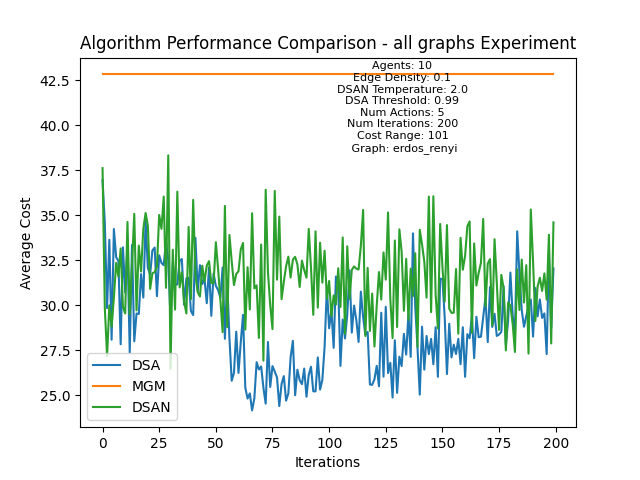 Algorithm Performance Comparison - all graphs Experiment
Agents: 10
Edge Density: 0.1
DSAN Temperature: 2.0
DSA Threshold: 0.99
Num Actions: 5
Num Iterations: 200
Cost Range: 101
Graph: erdos_renyi
Average Cost
42.5
40.0
37.5
35.0
32.5
30.0
27.5
25.0
DSA
MGM
DSAN
0 25 50 75 100 125 150 175 200
Iterations